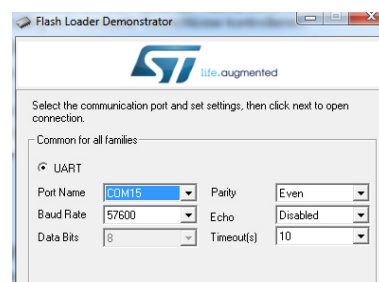 Flash Loader Demonstrator
life.augmented
Select the communication port and set settings, then click next to open
connection.
Common for all families
UART
Port Name COM15 Parity Even
Baud Rate 57600 Echo Disabled
Data Bits 8 Timeout(s) 10